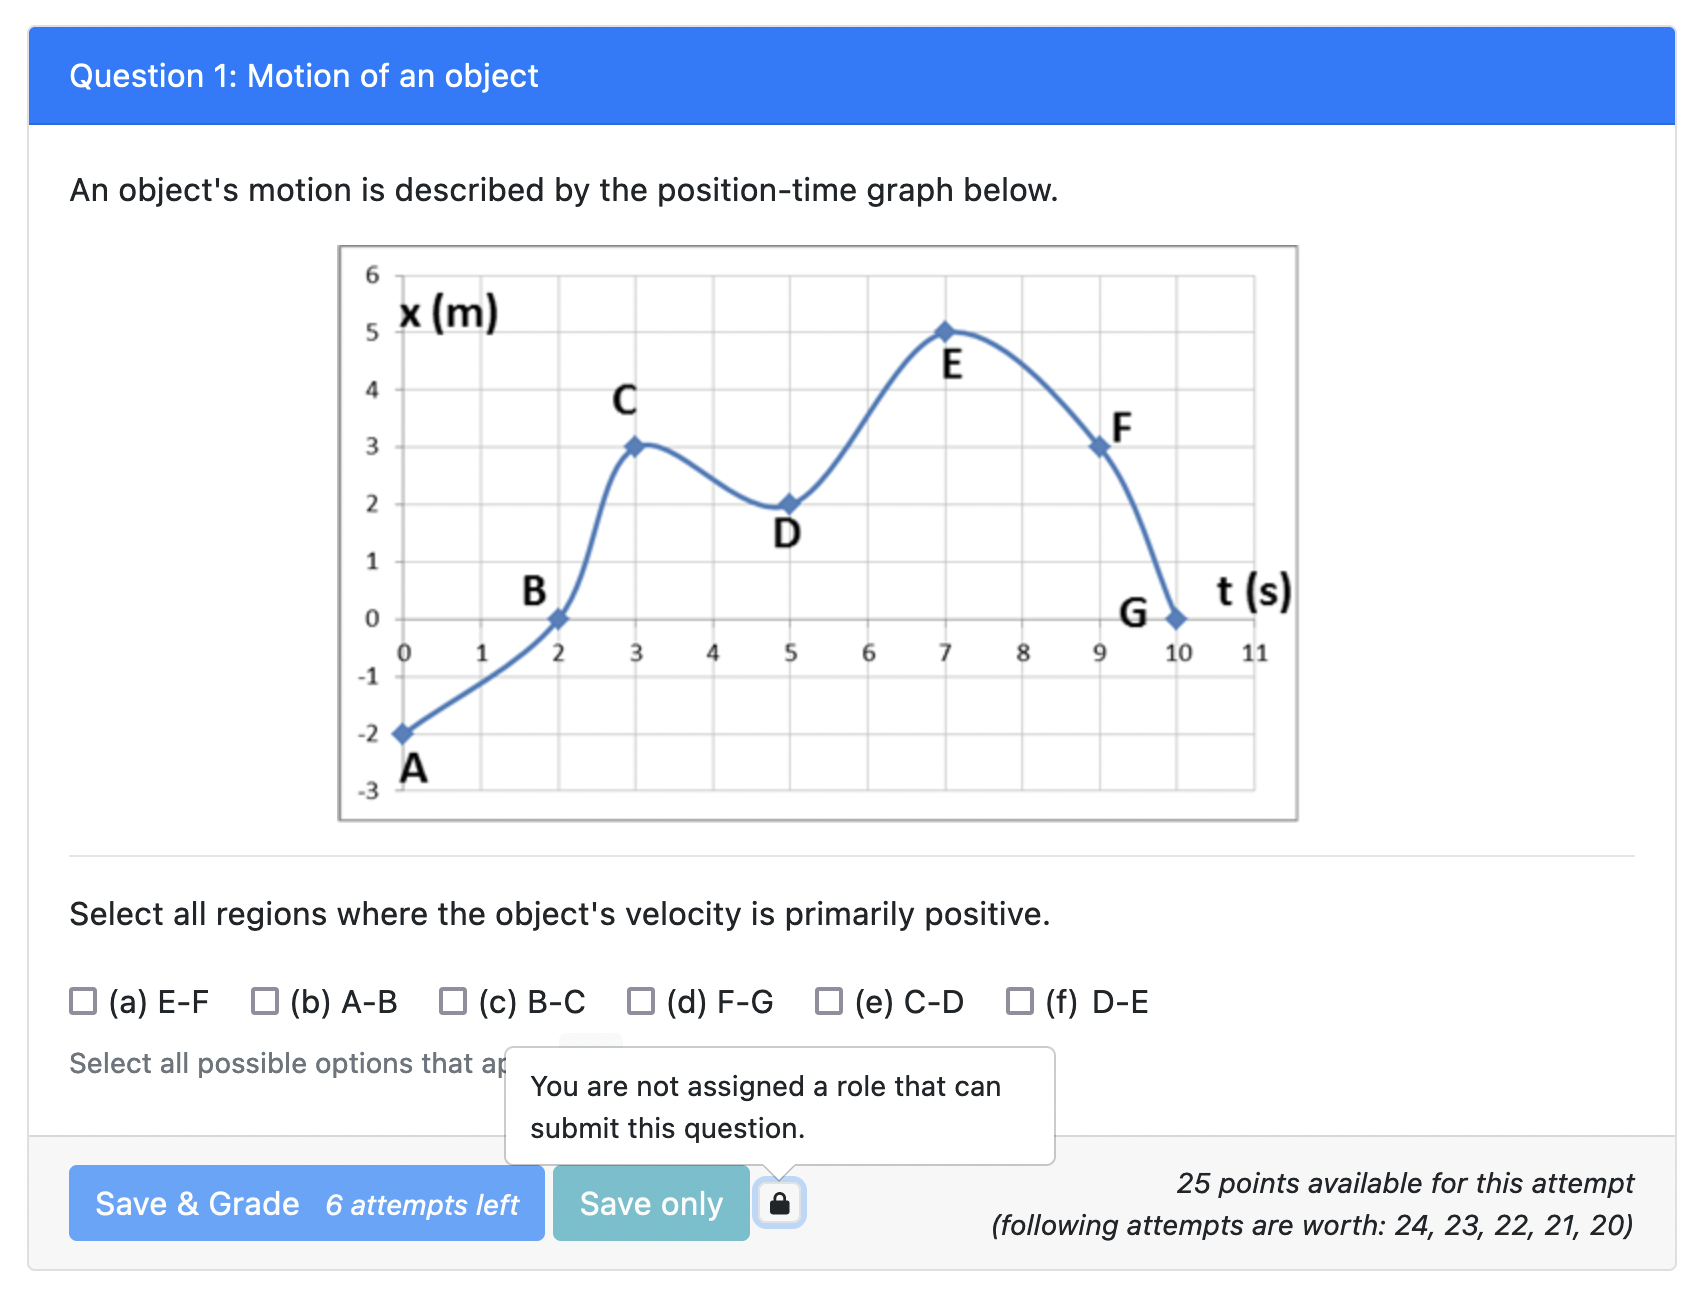 Question 1: Motion of an object
An object's motion is described by the position-time graph below.
6
x (m)
5
4
C
E
3
F
2
D
1
B
t (s)
0
G
0 1 2 3 4 5 6 7 8 9 10 11
-1
-2
A
-3
Select all regions where the object's velocity is primarily positive.
(a) E-F (b) A-B (c) B-C (d) F-G (e) C-D (f) D-E
Select all possible options that
You are not assigned a role that can
submit this question.
Save & Grade 6 attempts left Save only
25 points available for this attempt
(following attempts are worth: 24, 23, 22, 21, 20)